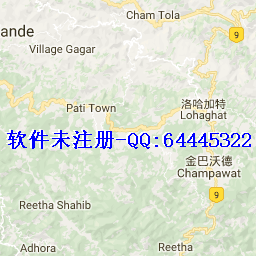 Cham Tola
ande
9
Village Gagar
Pati Town
洛哈加特
Lohaghat
软件未注册-QQ:64445322
金巴沃德
Champawat
9
Reetha Shahib
Adhora
Reetha